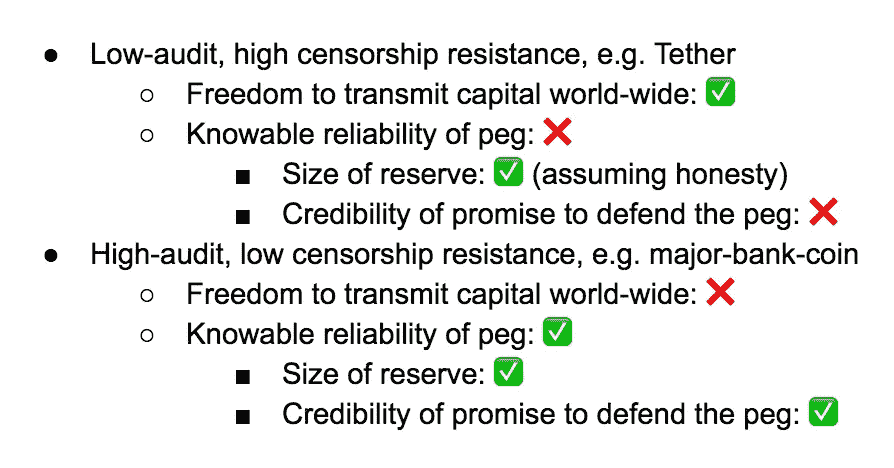 ● Low-audit, high censorship resistance, e.g. Tether
○ Freedom to transmit capital world-wide: ✅
○ Knowable reliability of peg: ❌
■ Size of reserve: ✅ (assuming honesty)
■ Credibility of promise to defend the peg: ❌
● High-audit, low censorship resistance, e.g. major-bank-coin
○ Freedom to transmit capital world-wide: ❌
○ Knowable reliability of peg: ✅
■ Size of reserve: ✅
■ Credibility of promise to defend the peg: ✅